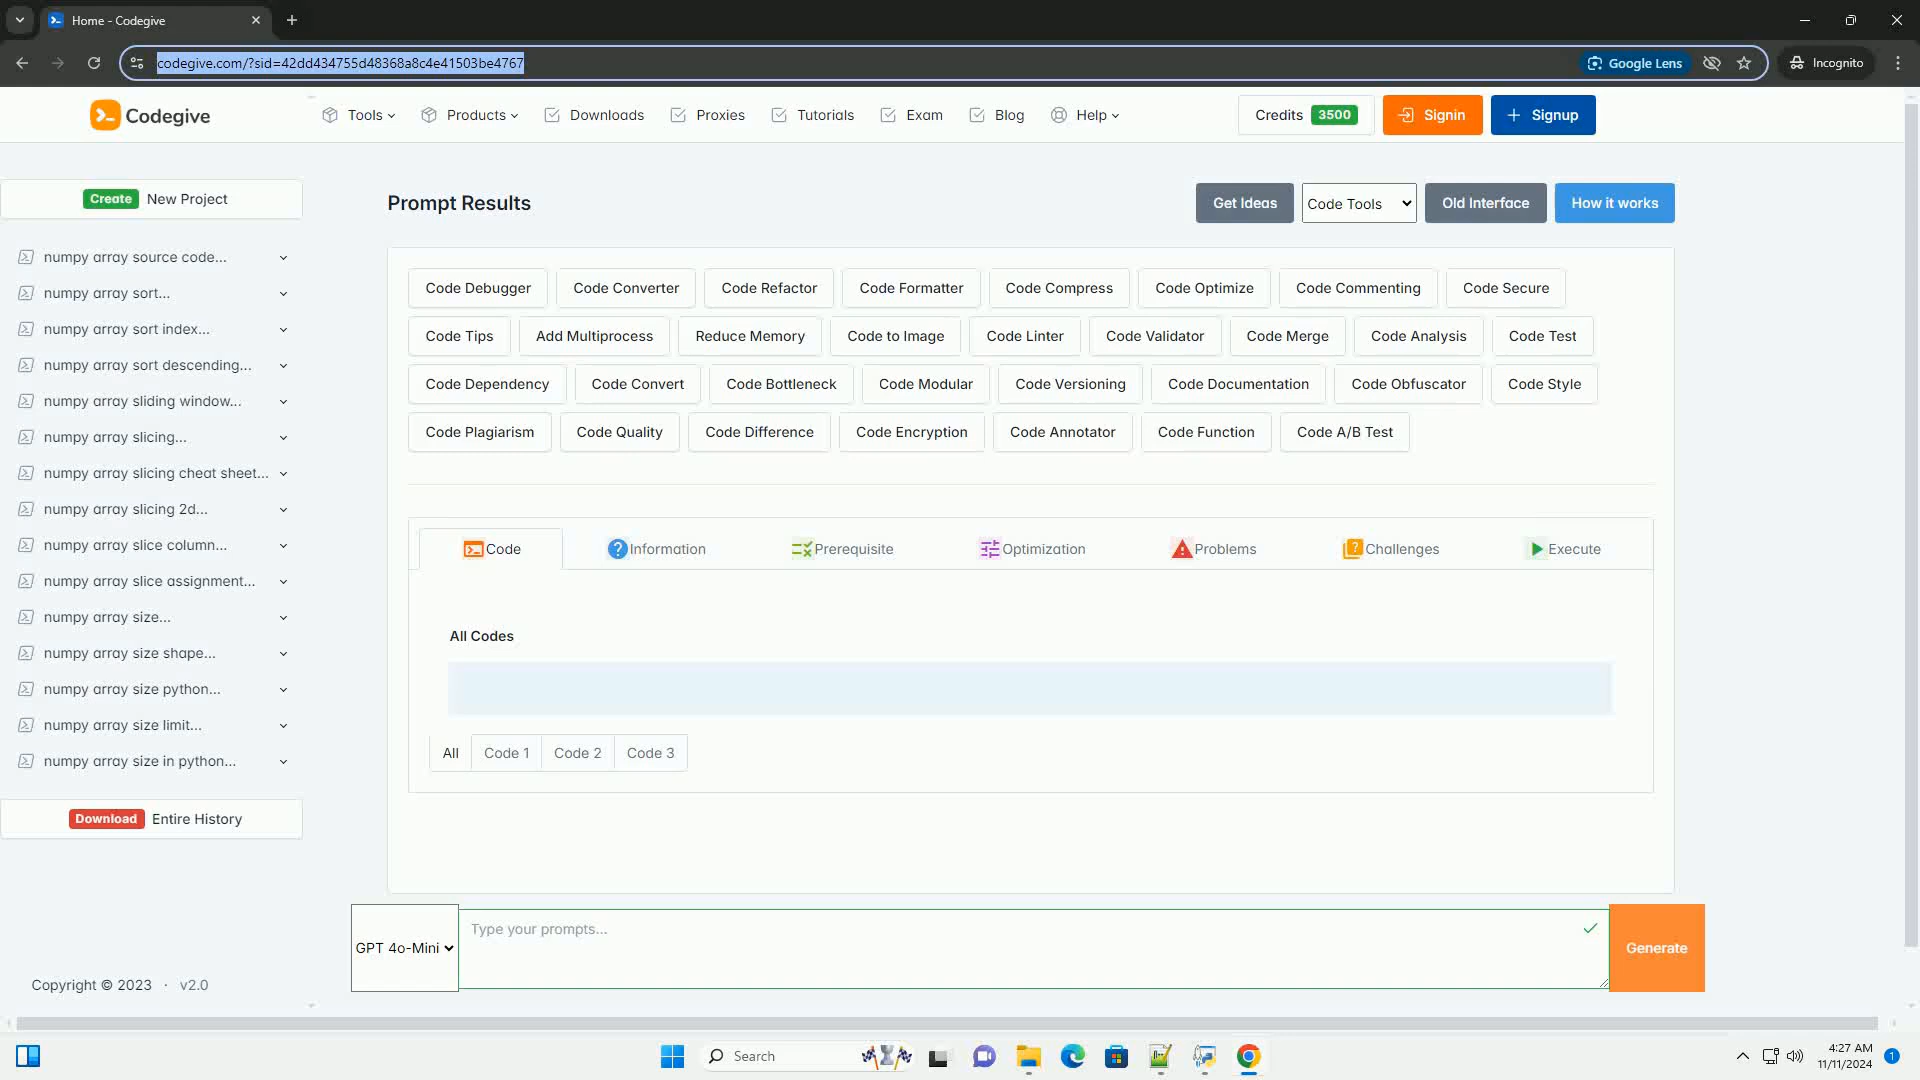 Home - Codegive
codegive.com/?sid=42dd434755d48368a8c4e41503be4767
Google Lens
Incognito
Codegive
Tools
Products
Downloads
Proxies
Tutorials
Exam
Blog
Help
Credits 3500
Signin
Signup
Create New Project
numpy array source code...
numpy array sort...
numpy array sort index...
numpy array sort descending...
numpy array sliding window...
numpy array slicing...
numpy array slicing cheat sheet...
numpy array slicing 2d...
numpy array slice column...
numpy array slice assignment...
numpy array size...
numpy array size shape...
numpy array size python...
numpy array size limit...
numpy array size in python...
Download Entire History
Copyright © 2023 · v2.0
Prompt Results
Get Ideas
Code Tools
Old Interface
How it works
Code Debugger
Code Converter
Code Refactor
Code Formatter
Code Compress
Code Optimize
Code Commenting
Code Secure
Code Tips
Add Multiprocess
Reduce Memory
Code to Image
Code Linter
Code Validator
Code Merge
Code Analysis
Code Test
Code Dependency
Code Convert
Code Bottleneck
Code Modular
Code Versioning
Code Documentation
Code Obfuscator
Code Style
Code Plagiarism
Code Quality
Code Difference
Code Encryption
Code Annotator
Code Function
Code A/B Test
Code
Information
Prerequisite
Optimization
Problems
Challenges
Execute
All Codes
All
Code 1
Code 2
Code 3
GPT 4o-Mini
Type your prompts...
Generate
Search
4:27 AM
11/11/2024
1